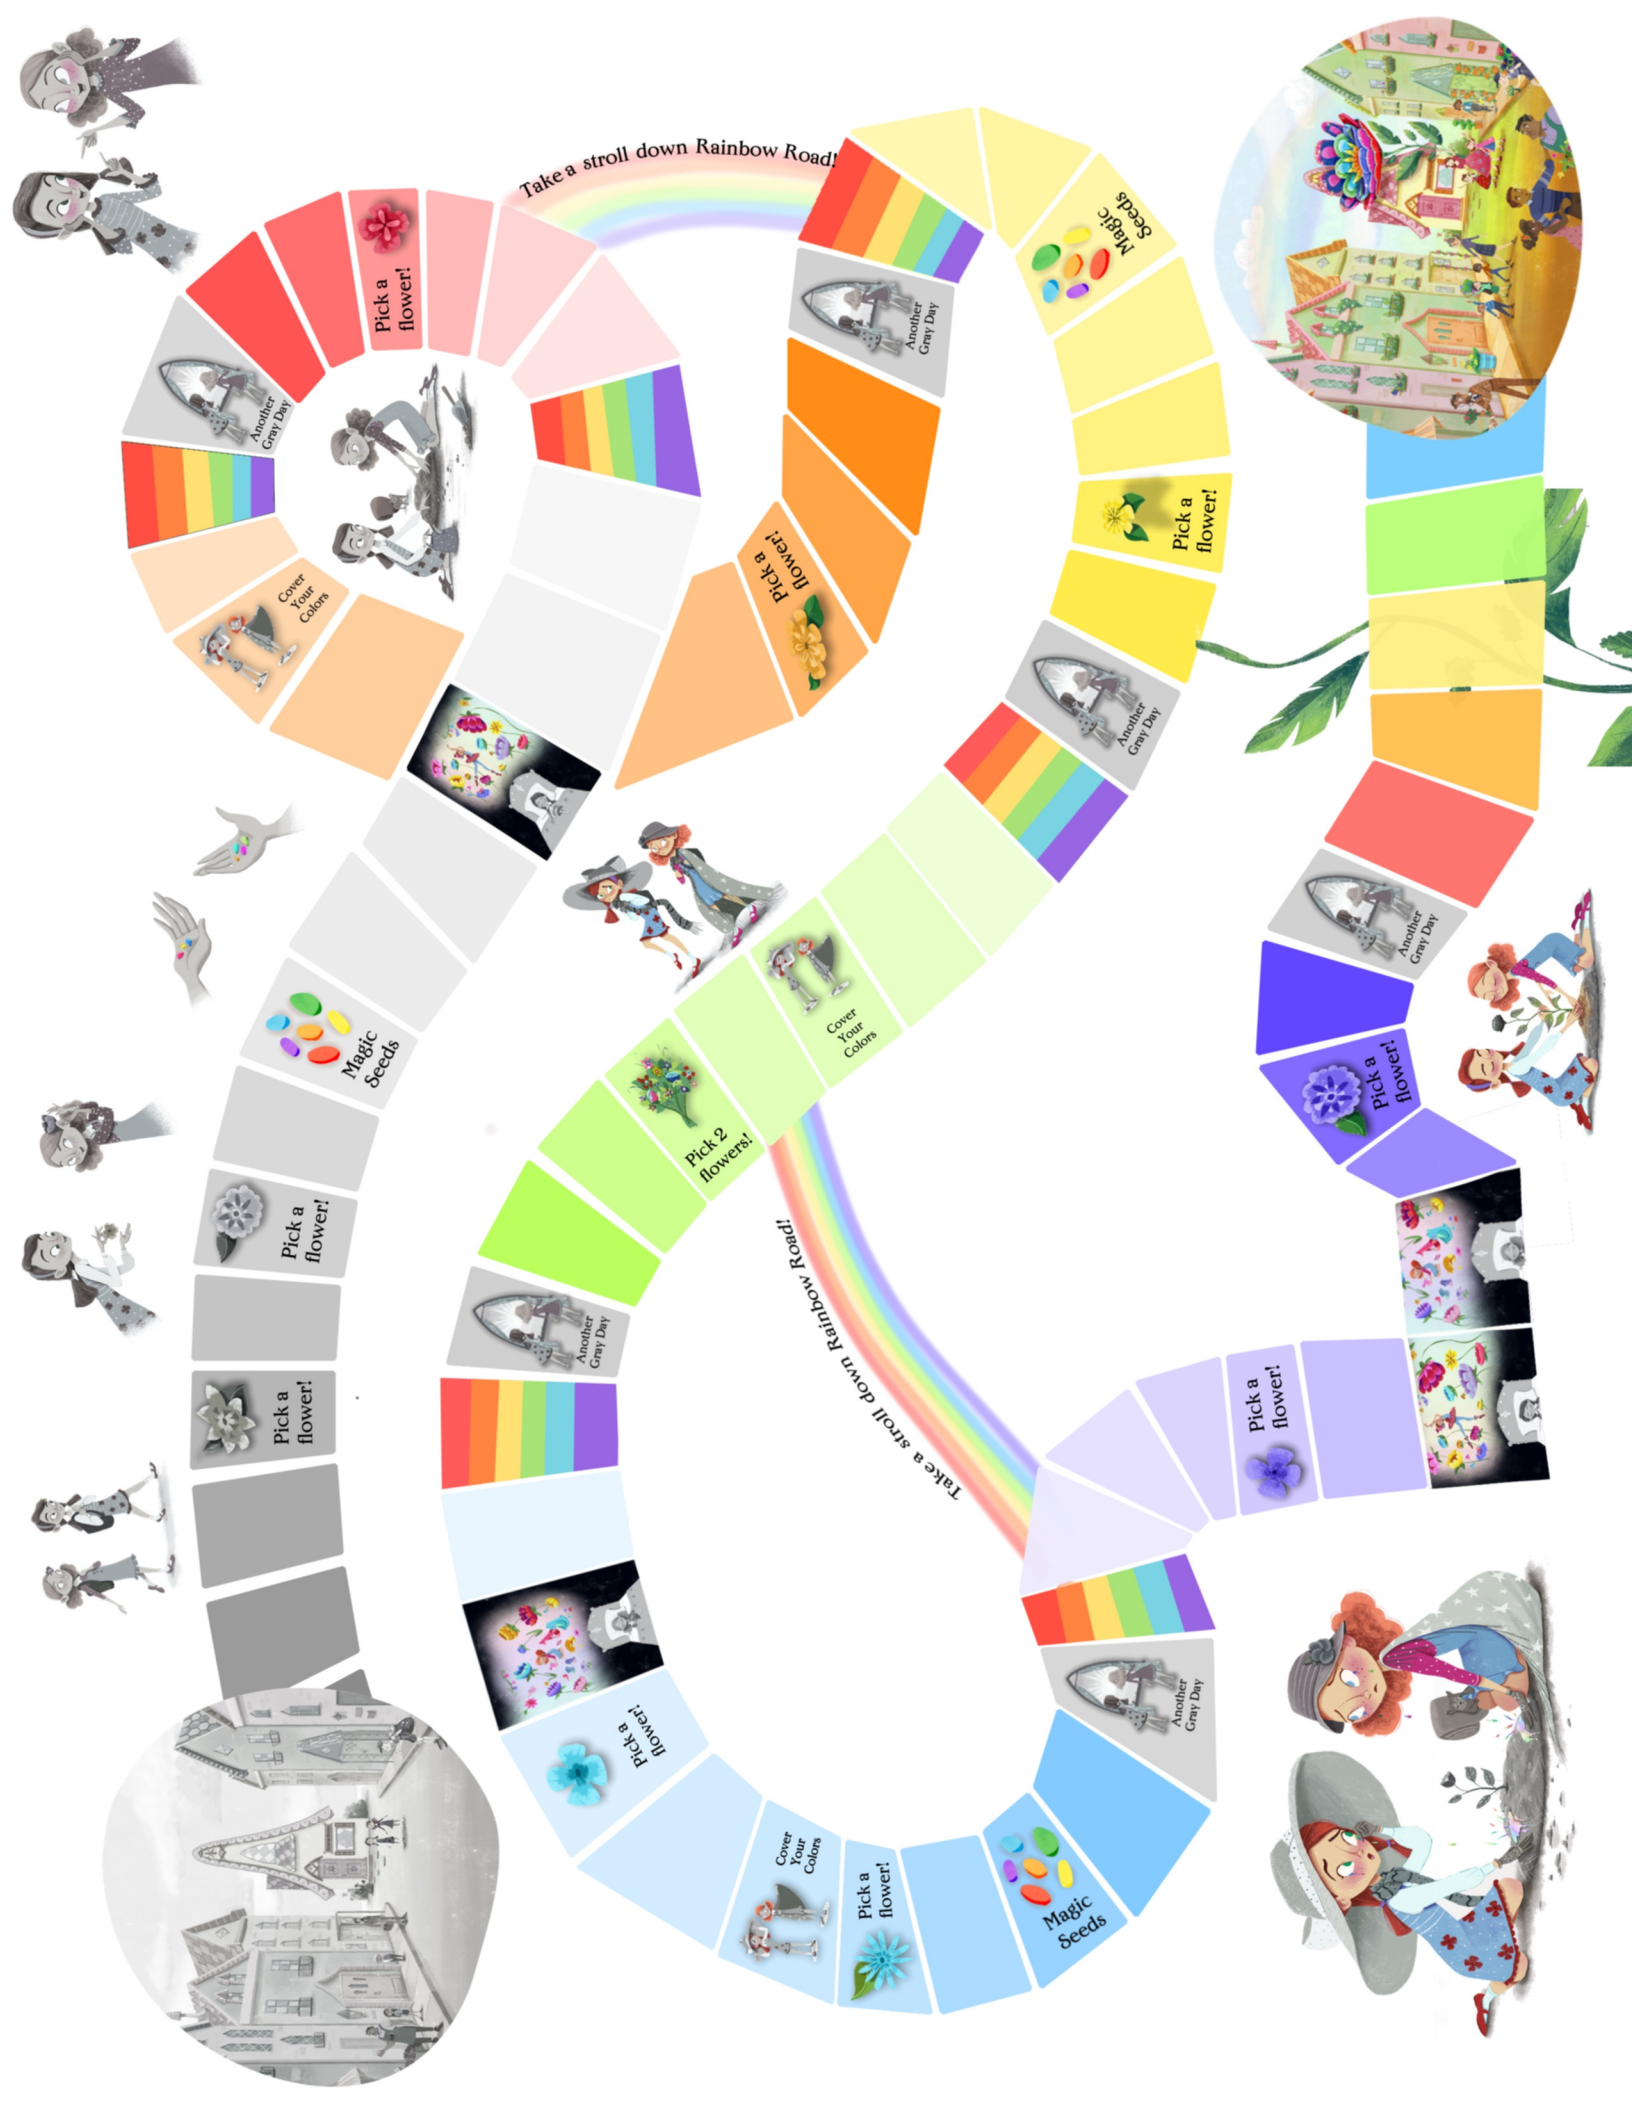 Take a stroll down Rainbow Road!
Magic
Seeds
Pick a
flower!
Another
Gray Day
Another
Gray Day
Pick a
flower!
Pick a
flower!
Cover
Your
Colors
Another
Gray Day
Another
Gray Day
Cover
Your
Colors
Magic
Seeds
Pick a
flower!
Pick 2
flowers!
Pick a
flower!
Take a stroll down Rainbow Road!
Another
Gray Day
Pick a
flower!
Pick a
flower!
Another
Gray Day
Pick a
flower!
Cover
Your
Colors
Pick a
flower!
Magic
Seeds